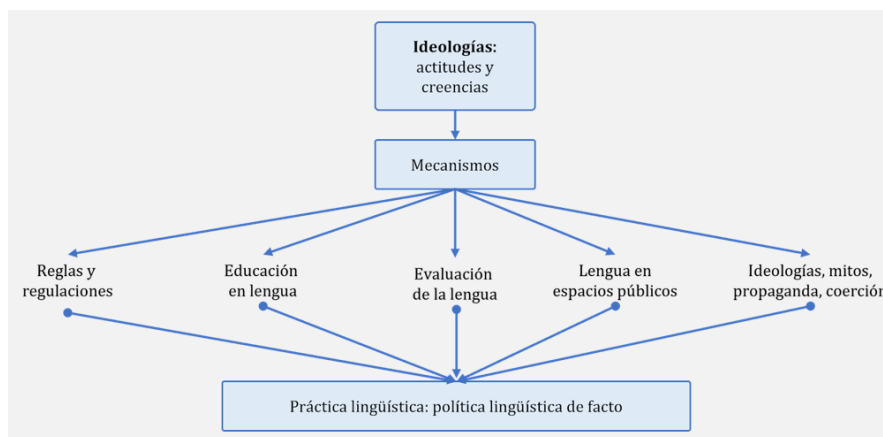 Ideologías:
actitudes y
creencias
Mecanismos
Reglas y
regulaciones
Educación
en lengua
Evaluación
de la lengua
Lengua en
espacios públicos
Ideologías, mitos,
propaganda, coerción
Práctica lingüística: política lingüística de facto